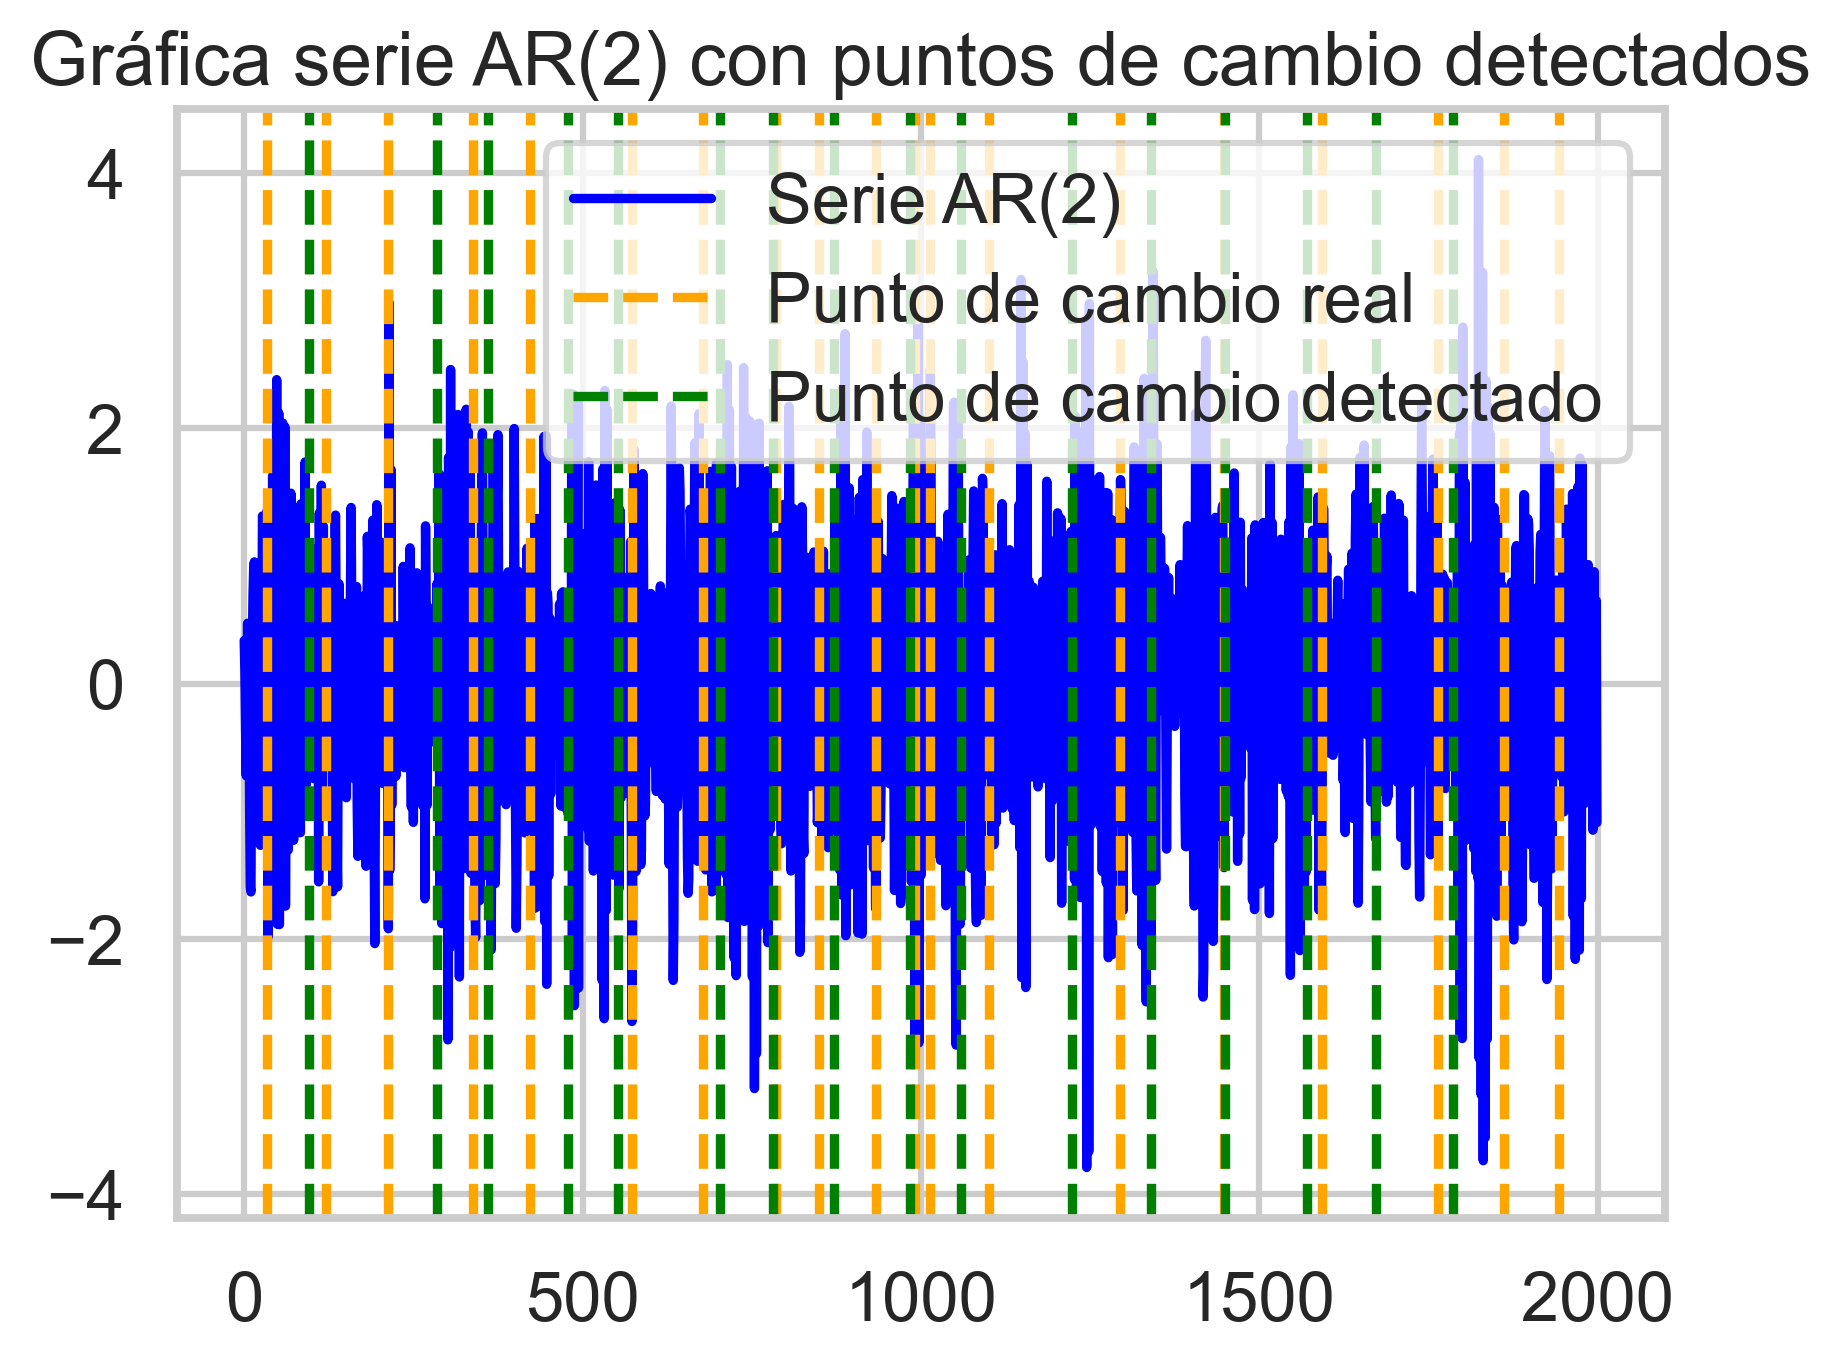 Gráfica serie AR(2) con puntos de cambio detectados
4
2
0
−2
−4
Serie AR(2)
Punto de cambio real
Punto de cambio detectado
0 500 1000 1500 2000